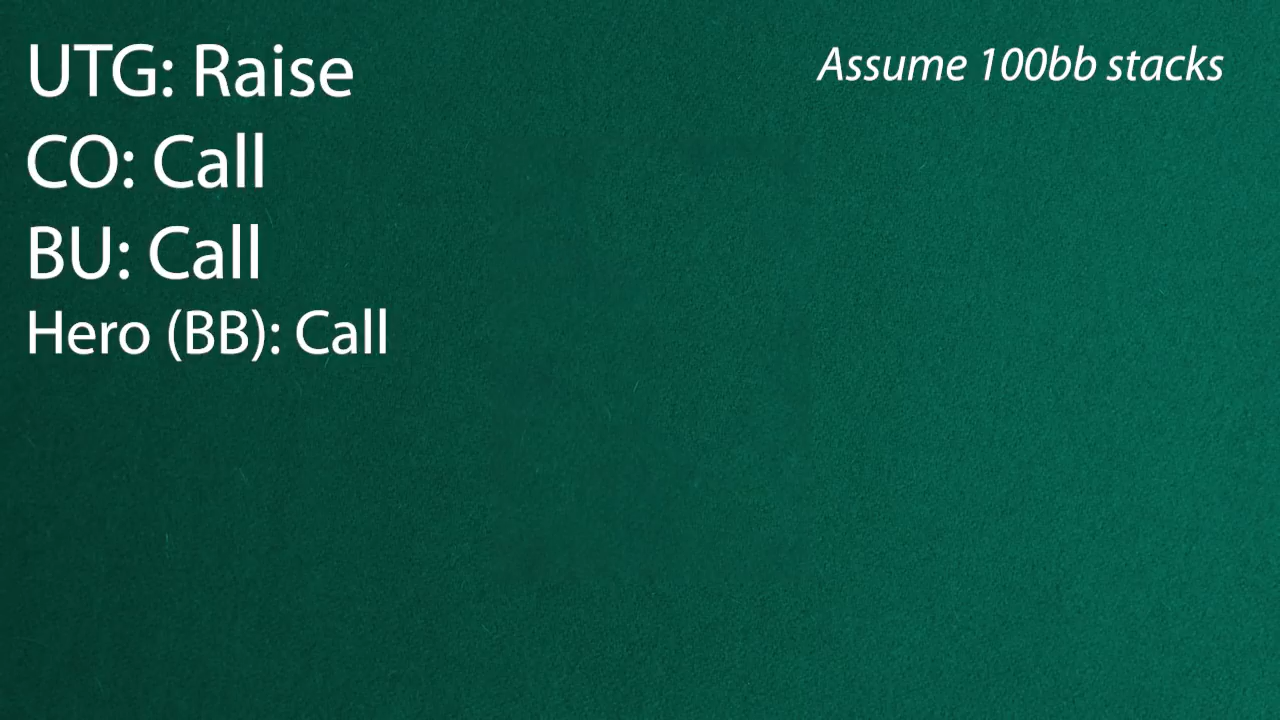 UTG: Raise
Assume 100bb stacks
CO: Call
BU: Call
Hero (BB): Call